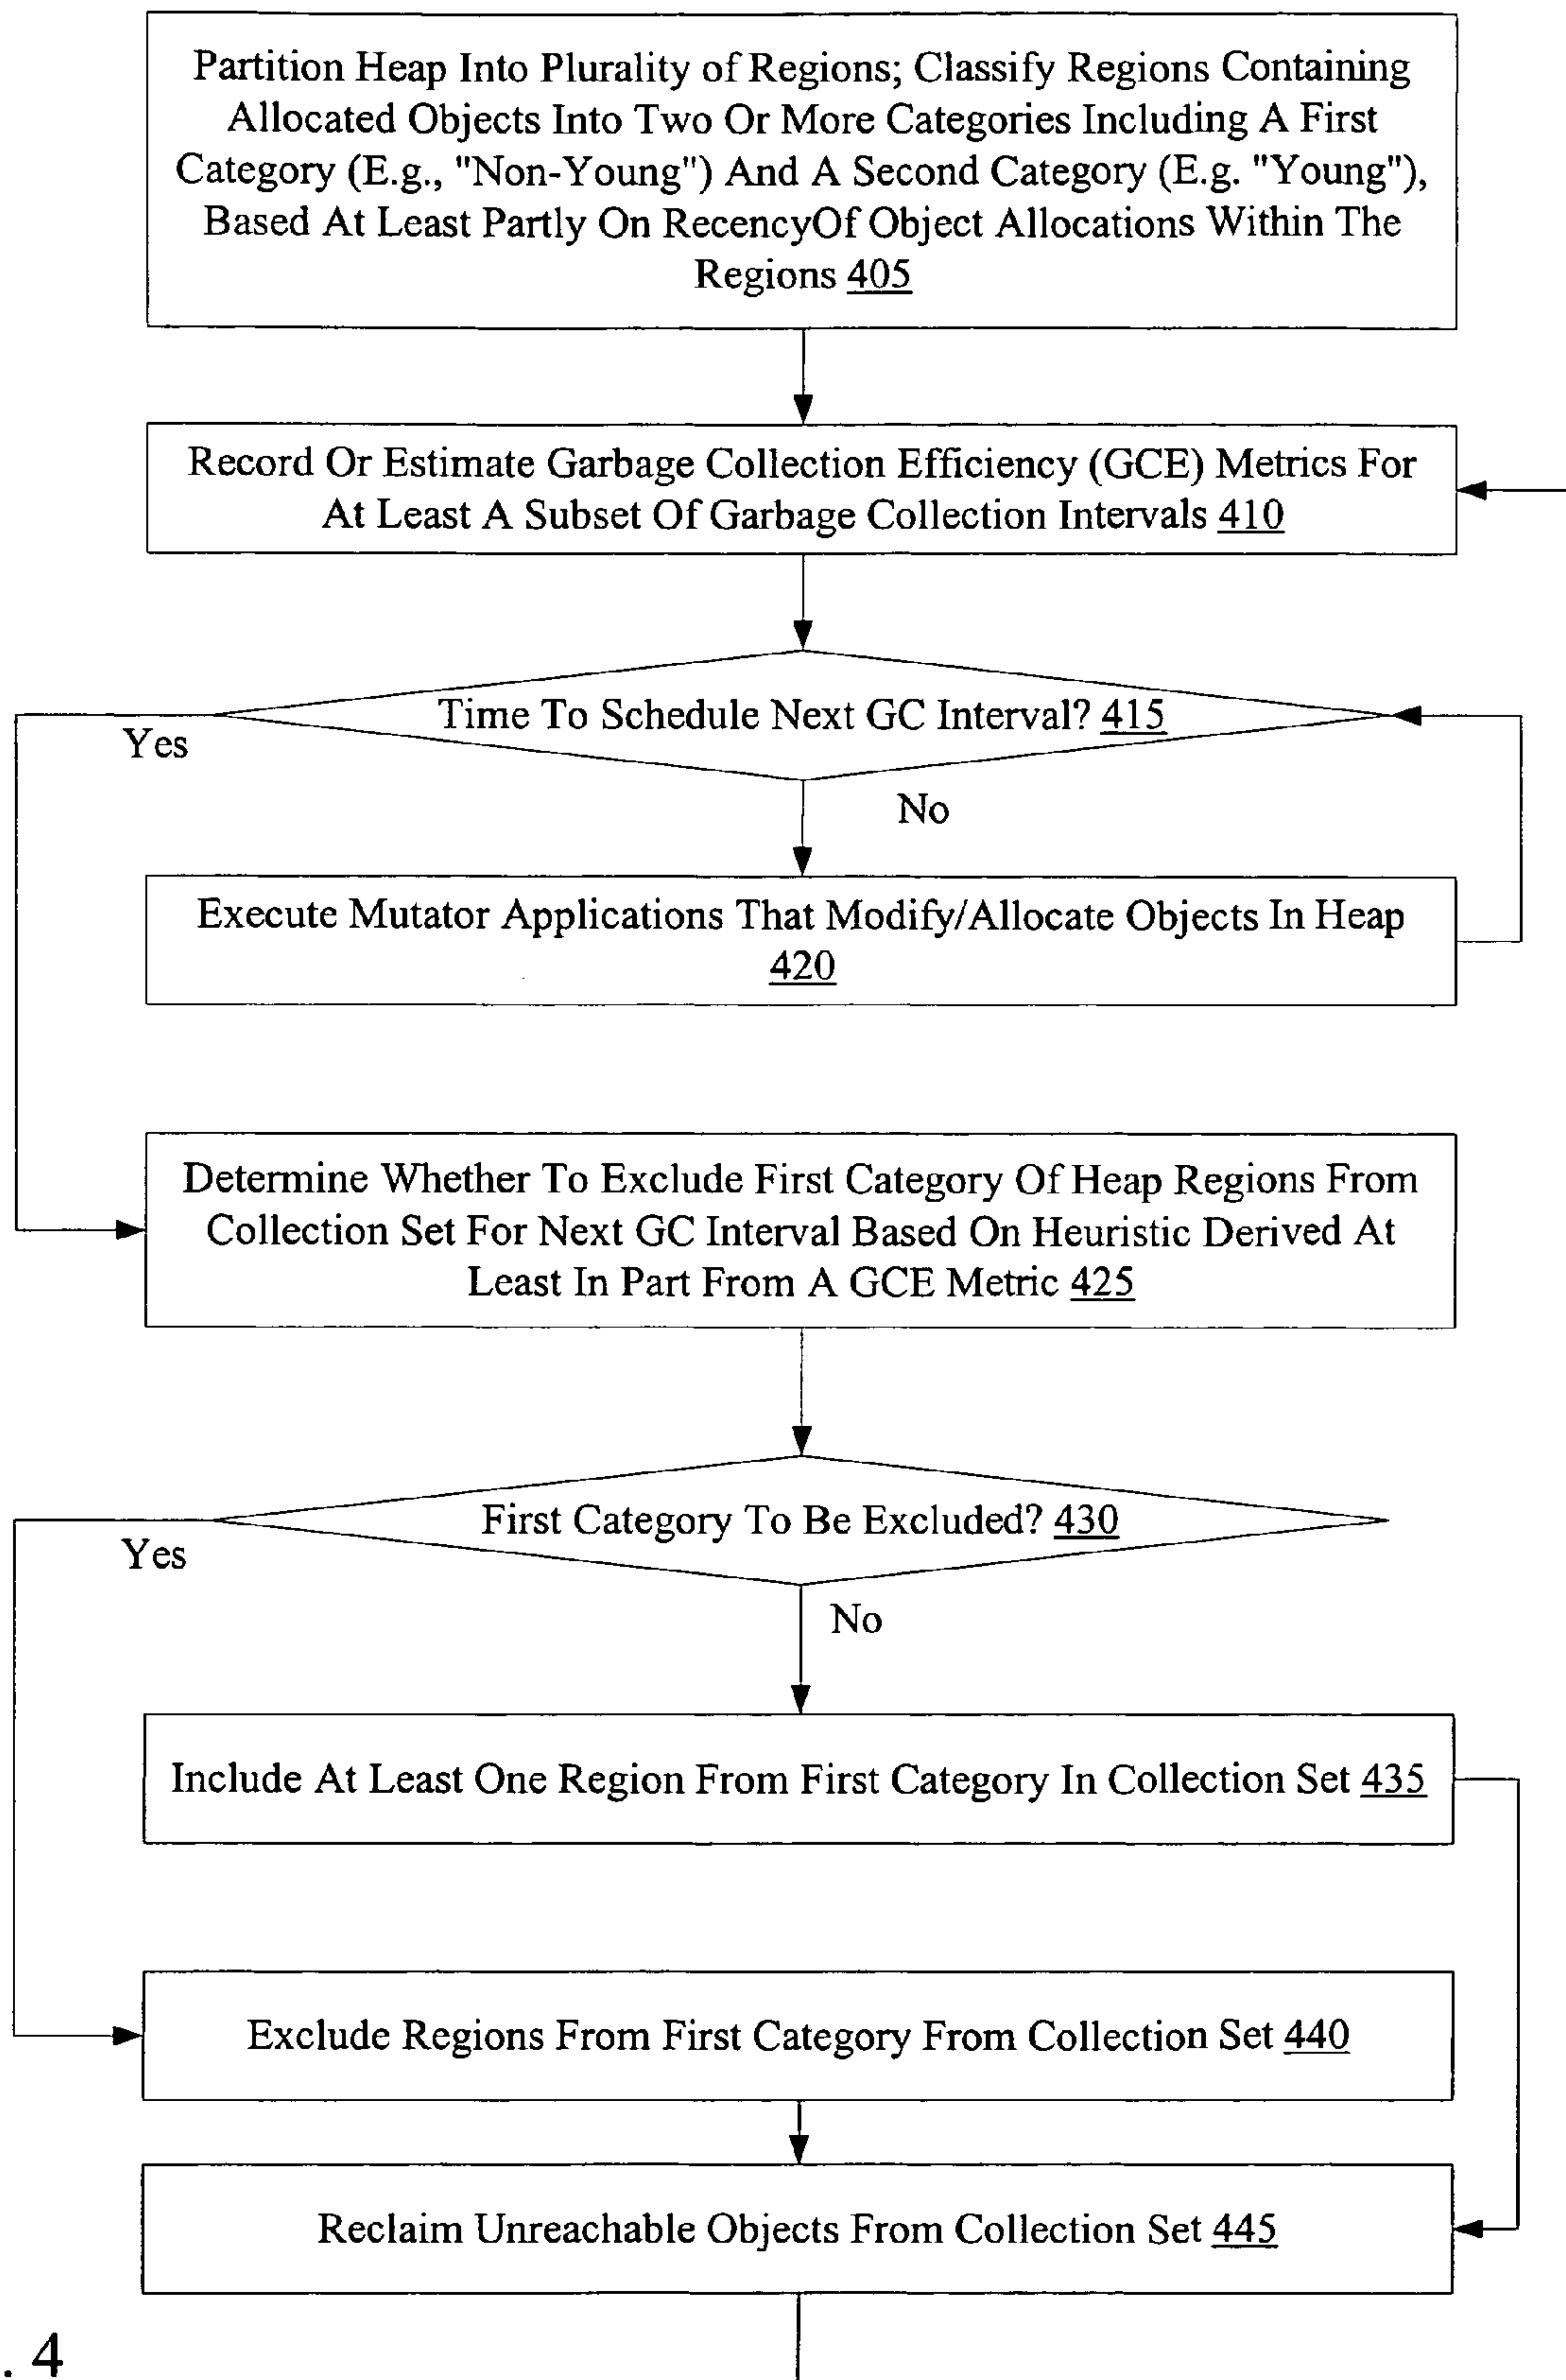 Partition Heap Into Plurality of Regions; Classify Regions Containing
Allocated Objects Into Two Or More Categories Including A First
Category (E.g., "Non-Young") And A Second Category (E.g. "Young"),
Based At Least Partly On RecencyOf Object Allocations Within The
Regions 405
Record Or Estimate Garbage Collection Efficiency (GCE) Metrics For
At Least A Subset Of Garbage Collection Intervals 410
Time To Schedule Next GC Interval? 415
Yes
No
Execute Mutator Applications That Modify/Allocate Objects In Heap
420
Determine Whether To Exclude First Category Of Heap Regions From
Collection Set For Next GC Interval Based On Heuristic Derived At
Least In Part From A GCE Metric 425
First Category To Be Excluded? 430
Yes
No
Include At Least One Region From First Category In Collection Set 435
Exclude Regions From First Category From Collection Set 440
Reclaim Unreachable Objects From Collection Set 445
. 4